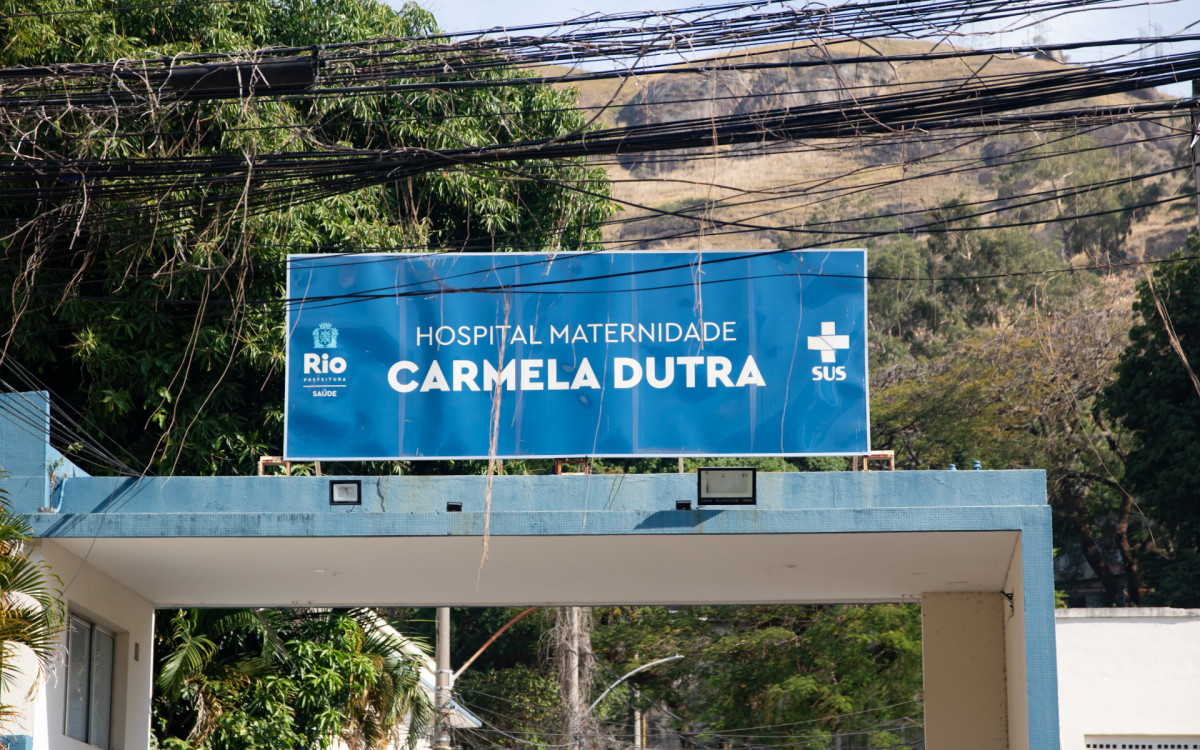 Rio
PREFEITURA
SAÚDE
HOSPITAL MATERNIDADE
CARMELA DUTRA
SUS